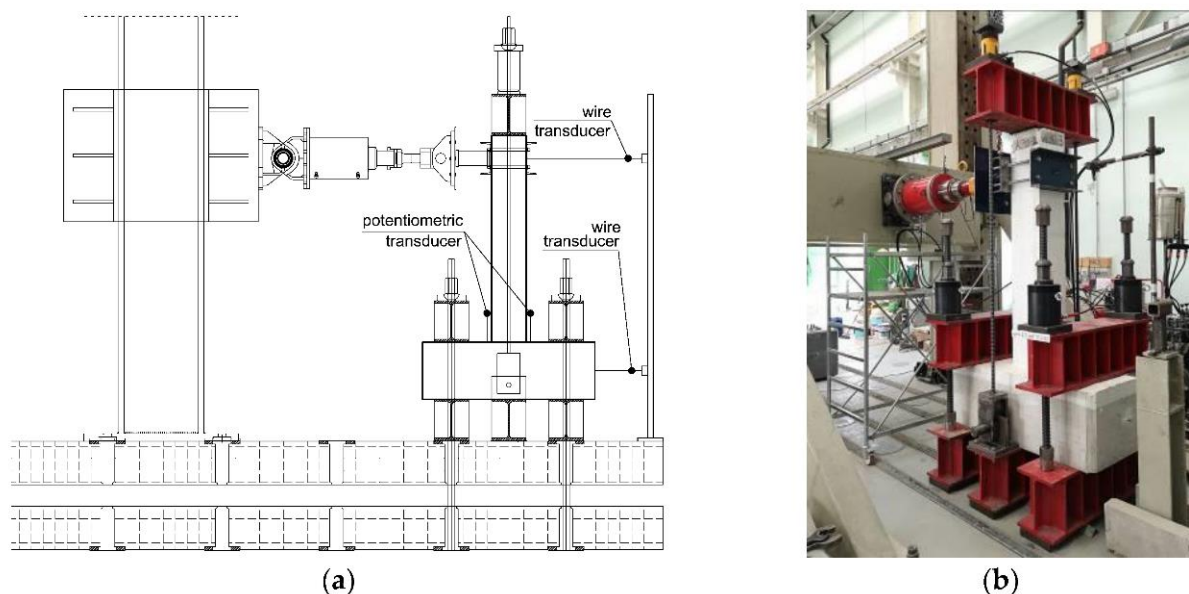 wire
transducer
potentiometric
transducer
wire
transducer
(a)
(b)